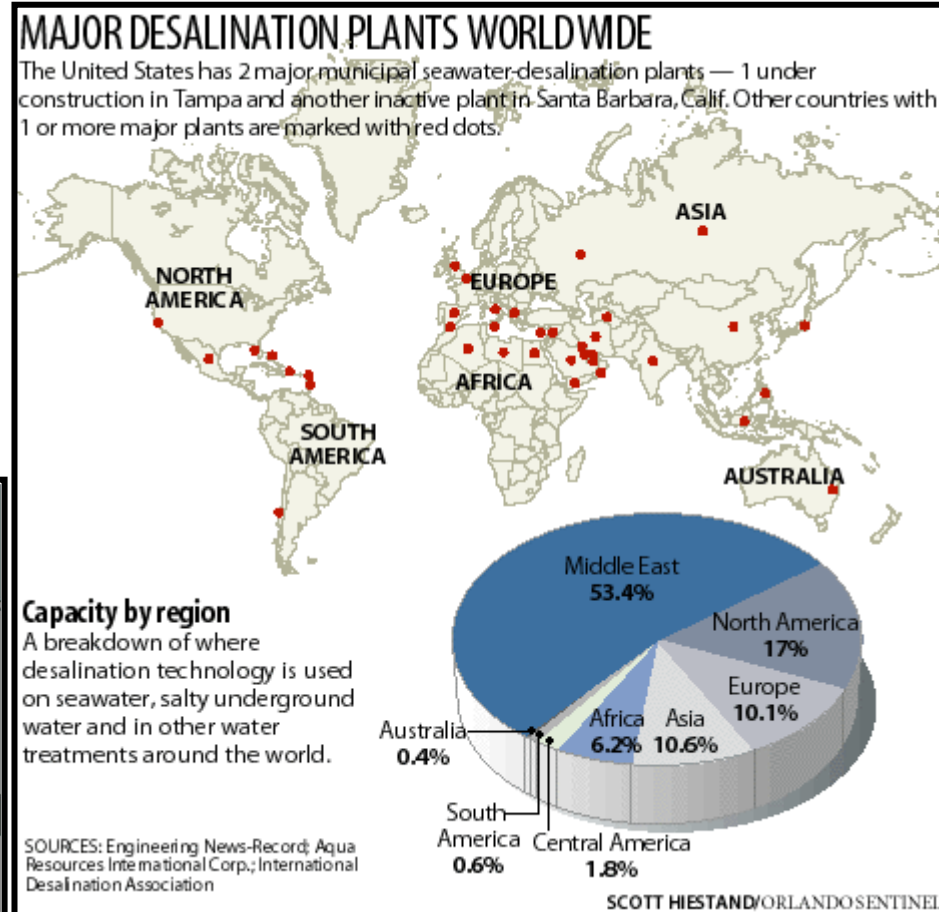 MAJOR DESALINATION PLANTS WORLDWIDE
The United States has 2 major municipal seawater-desalination plants — 1 under
construction in Tampa and another inactive plant in Santa Barbara, Calif. Other countries with
1 or more major plants are marked with red dots.
ASIA
NORTH
AMERICA
EUROPE
AFRICA
SOUTH
AMERICA
AUSTRALIA
Capacity by region
A breakdown of where
desalination technology is used
on seawater, salty underground
water and in other water
treatments around the world.
Middle East
53.4%
North America
17%
Europe
10.1%
Asia
10.6%
Africa
6.2%
Australia
0.4%
South
America
0.6%
Central America
1.8%
SOURCES: Engineering News-Record; Aqua
Resources International Corp.; International
Desalination Association
SCOTT HIESTAND/ORLANDO SENTINEL